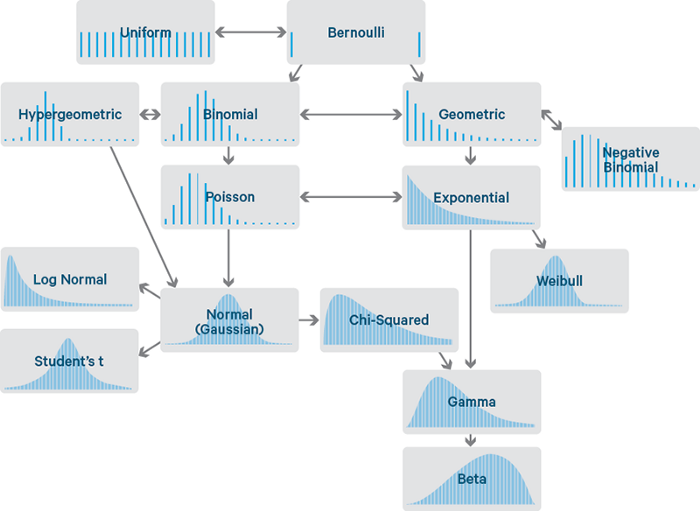 Uniform
Bernoulli
Hypergeometric
Binomial
Geometric
Negative
Binomial
Poisson
Exponential
Log Normal
Weibull
Normal
(Gaussian)
Chi-Squared
Student's t
Gamma
Beta